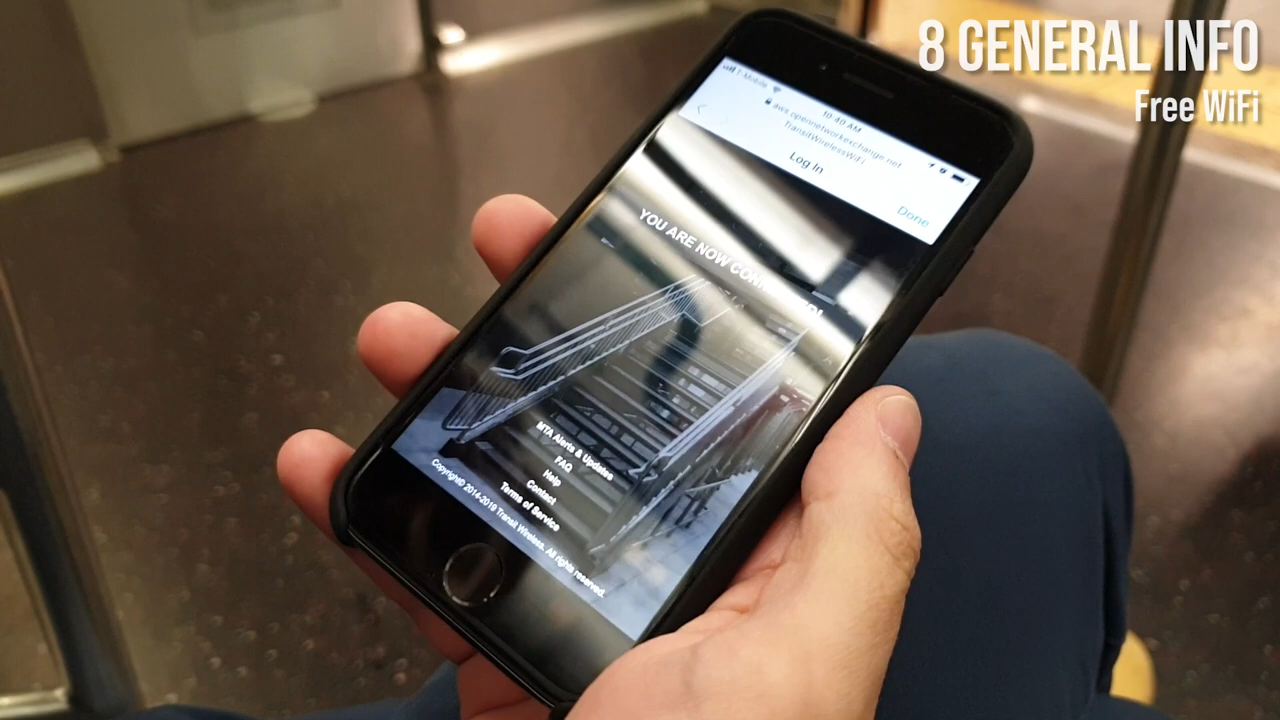 8 GENERAL INFO
Free WiFi
T-Mobile
10:40 AM
aws.opennetworkexchange.net
TransitWirelessWiFi
Log In
Done
YOU ARE NOW
MTA Alerts & Updates
FAQ
Help
Contact
Terms of Service
Copyright© 2014-2019 Transit Wireless. All rights reserved.